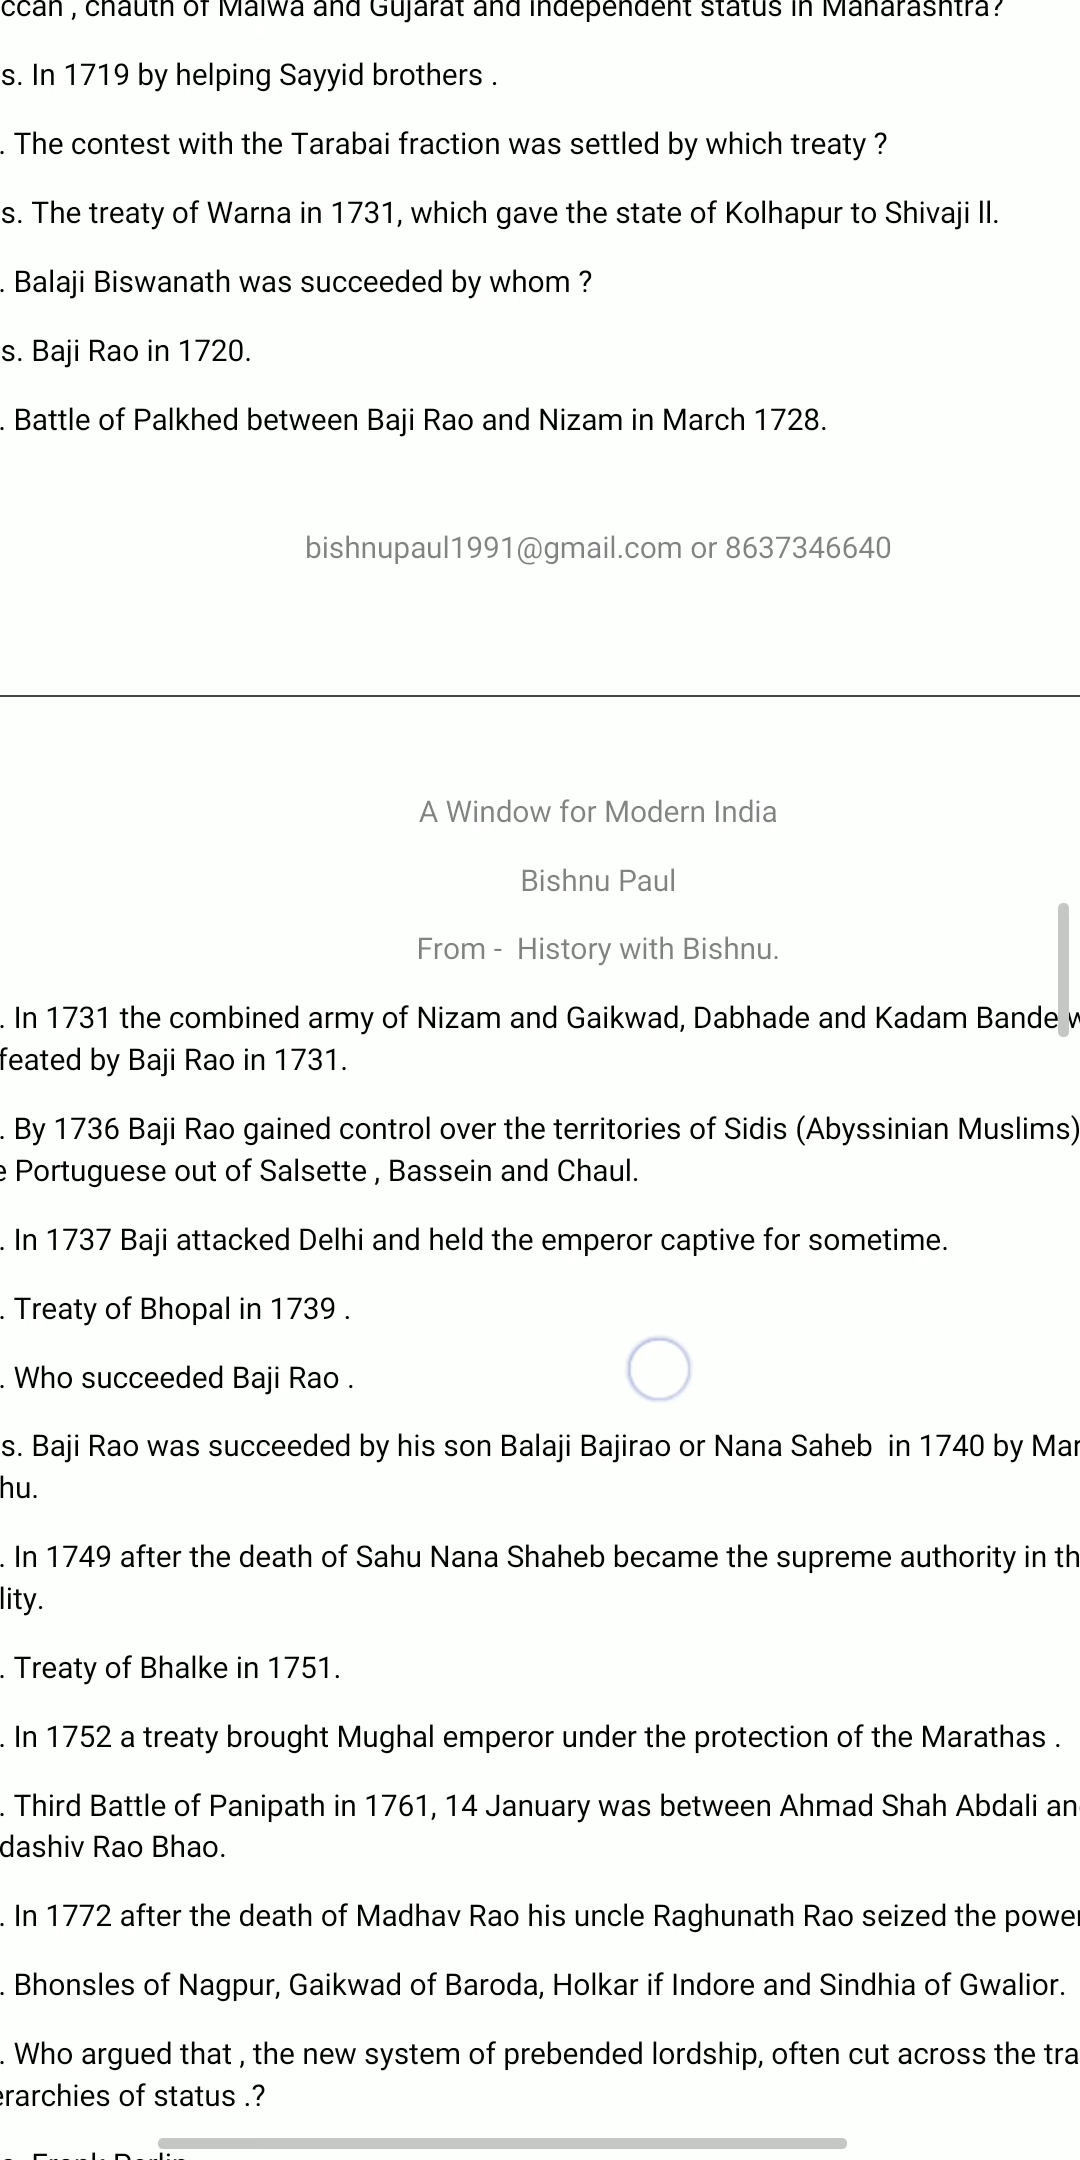 ccan , chauth of Malwa and Gujarat and independent status in Maharashtra?
s. In 1719 by helping Sayyid brothers .
. The contest with the Tarabai fraction was settled by which treaty ?
s. The treaty of Warna in 1731, which gave the state of Kolhapur to Shivaji ll.
. Balaji Biswanath was succeeded by whom ?
s. Baji Rao in 1720.
. Battle of Palkhed between Baji Rao and Nizam in March 1728.
bishnupaul1991@gmail.com or 8637346640
A Window for Modern India
Bishnu Paul
From - History with Bishnu.
. In 1731 the combined army of Nizam and Gaikwad, Dabhade and Kadam Bande w
feated by Baji Rao in 1731.
. By 1736 Baji Rao gained control over the territories of Sidis (Abyssinian Muslims)
e Portuguese out of Salsette , Bassein and Chaul.
. In 1737 Baji attacked Delhi and held the emperor captive for sometime.
. Treaty of Bhopal in 1739 .
. Who succeeded Baji Rao .
s. Baji Rao was succeeded by his son Balaji Bajirao or Nana Saheb in 1740 by Mar
hu.
. In 1749 after the death of Sahu Nana Shaheb became the supreme authority in th
lity.
. Treaty of Bhalke in 1751.
. In 1752 a treaty brought Mughal emperor under the protection of the Marathas .
. Third Battle of Panipath in 1761, 14 January was between Ahmad Shah Abdali an
dashiv Rao Bhao.
. In 1772 after the death of Madhav Rao his uncle Raghunath Rao seized the power
. Bhonsles of Nagpur, Gaikwad of Baroda, Holkar if Indore and Sindhia of Gwalior.
. Who argued that , the new system of prebended lordship, often cut across the tra
erarchies of status .?